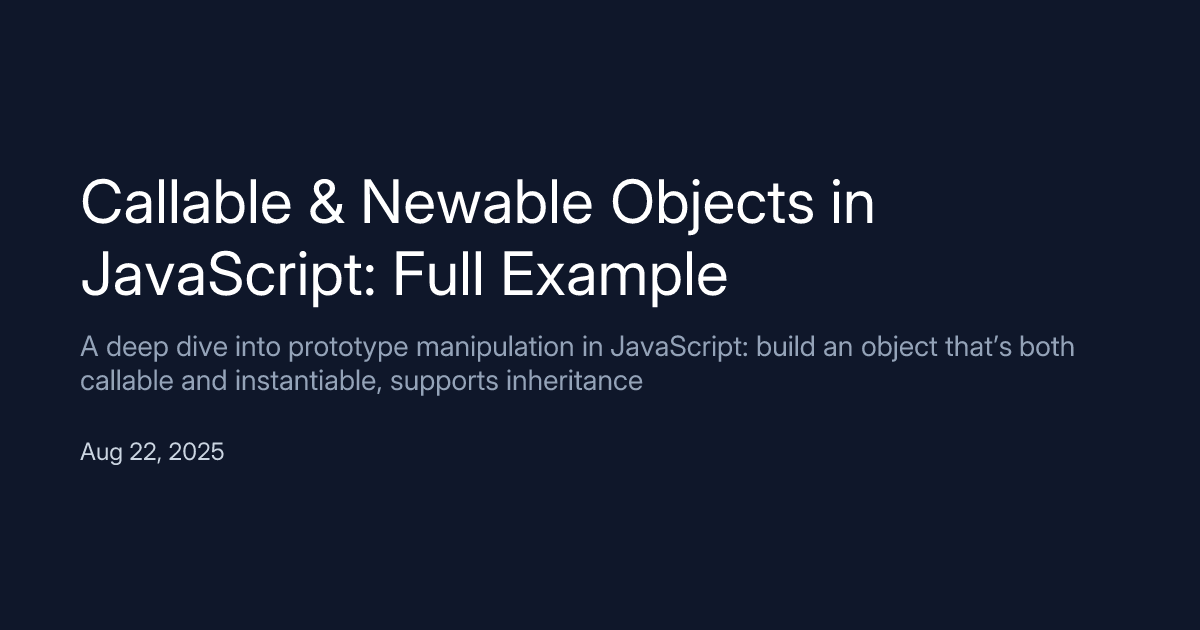 Callable & Newable Objects in
JavaScript: Full Example
A deep dive into prototype manipulation in JavaScript: build an object that’s both
callable and instantiable, supports inheritance
Aug 22, 2025